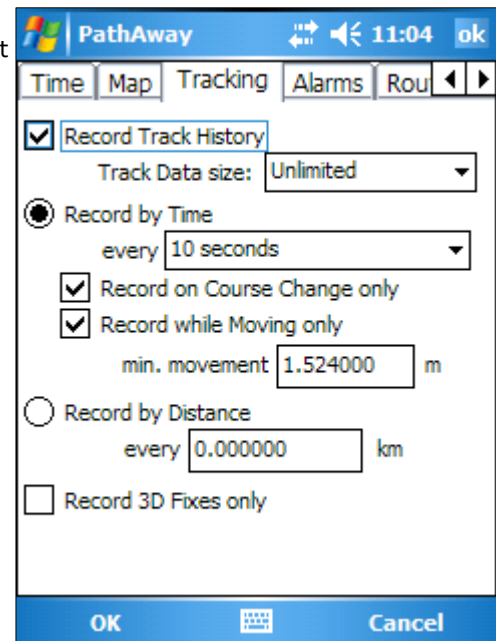 t
PathAway 11:04 ok
Time Map Tracking Alarms Rou
Record Track History
Track Data size: Unlimited
Record by Time
every 10 seconds
Record on Course Change only
Record while Moving only
min. movement 1.524000 m
Record by Distance
every 0.000000 km
Record 3D Fixes only
OK Cancel